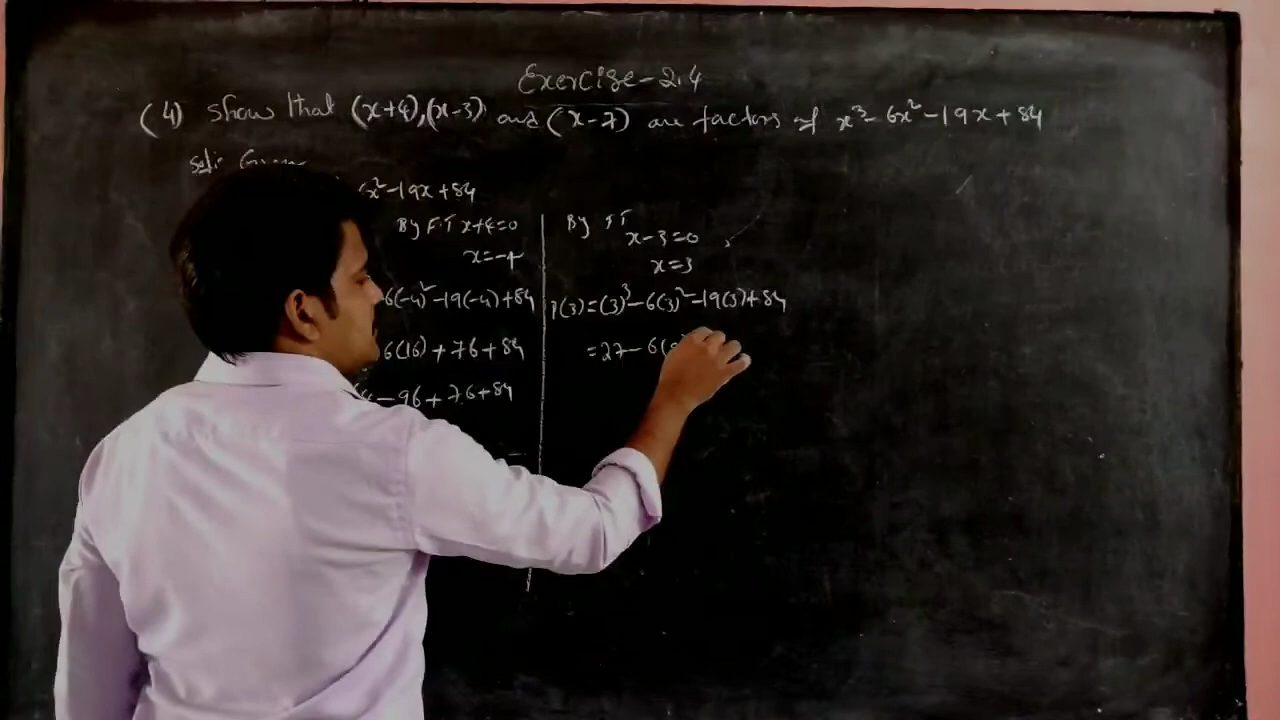 Exercise-2.4
(4) Show that (x+4),(x-3) and (x-7) are factors of x³-6x²-19x+84
Sol: Given
x²-19x+84
By F.T x+4=0
x=-4
6(-4)²-19(-4)+84
6(16)+76+84
-96+76+84
By FT
x-3=0
x=3
P(3)=(3)³-6(3)²-19(3)+84
=27-6(